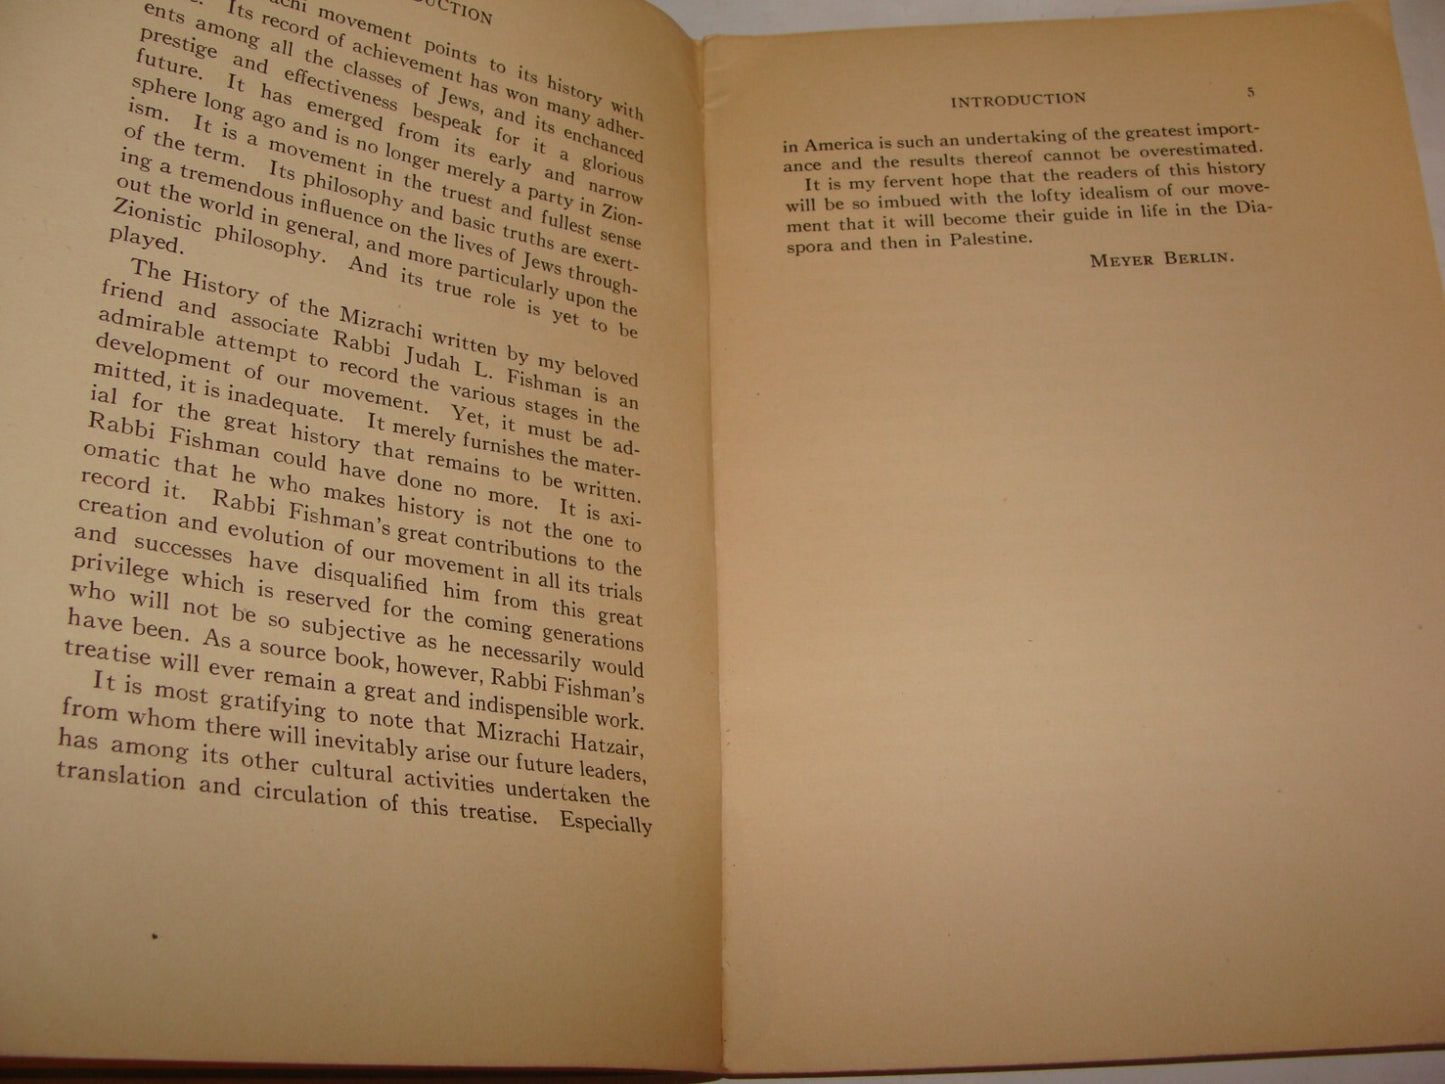 UCTION
achi movement points to its history with
Its record of achievement has won many adher-
ents among all the classes of Jews, and its enchanced
prestige and effectiveness bespeak for it a glorious
future. It has emerged from its early and narrow
sphere long ago and is no longer merely a party in Zion-
ism. It is a movement in the truest and fullest sense
of the term. Its philosophy and basic truths are exert-
ing a tremendous influence on the lives of Jews through-
out the world in general, and more particularly upon the
Zionistic philosophy. And its true role is yet to be
played.
The History of the Mizrachi written by my beloved
friend and associate Rabbi Judah L. Fishman is an
admirable attempt to record the various stages in the
development of our movement. Yet, it must be ad-
mitted, it is inadequate. It merely furnishes the mater-
ial for the great history that remains to be written.
Rabbi Fishman could have done no more. It is axi-
omatic that he who makes history is not the one to
record it. Rabbi Fishman's great contributions to the
creation and evolution of our movement in all its trials
and successes have disqualified him from this great
privilege which is reserved for the coming generations
who will not be so subjective as he necessarily would
have been. As a source book, however, Rabbi Fishman's
treatise will ever remain a great and indispensible work.
It is most gratifying to note that Mizrachi Hatzair,
from whom there will inevitably arise our future leaders,
has among its other cultural activities undertaken the
translation and circulation of this treatise. Especially
INTRODUCTION 5
in America is such an undertaking of the greatest import-
ance and the results thereof cannot be overestimated.
It is my fervent hope that the readers of this history
will be so imbued with the lofty idealism of our move-
ment that it will become their guide in life in the Dia-
spora and then in Palestine.
MEYER BERLIN.